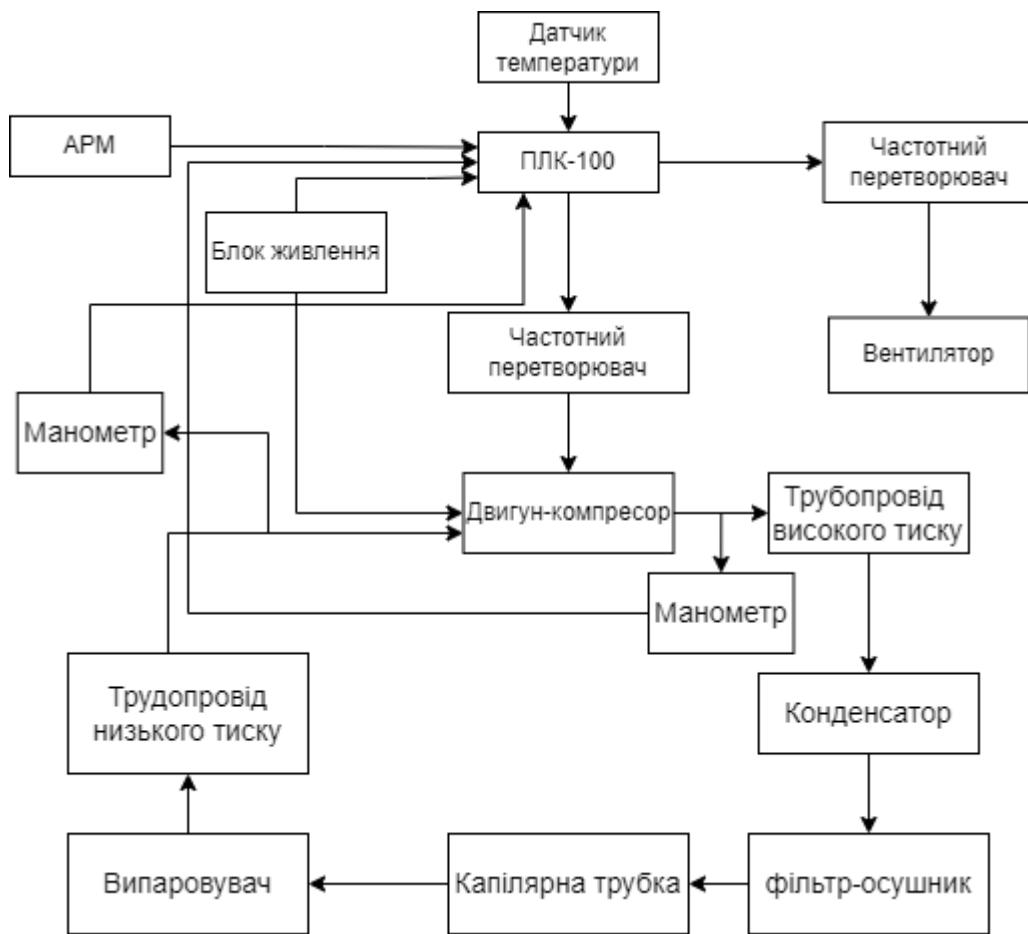 Датчик
температури
АРМ
ПЛК-100
Частотний
перетворювач
Блок живлення
Частотний
перетворювач
Вентилятор
Манометр
Двигун-компресор
Трубопровід
високого тиску
Манометр
Трудопровід
низького тиску
Конденсатор
Випаровувач
Капілярна трубка
фільтр-осушник